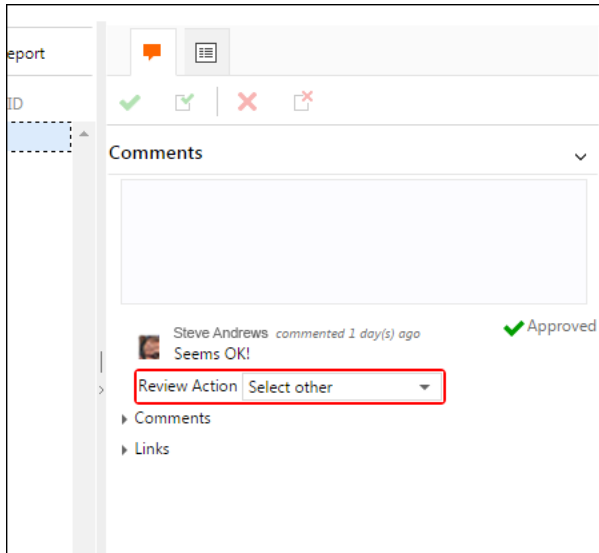 eport
ID
Comments
Steve Andrews commented 1 day(s) ago
Approved
Seems OK!
Review Action Select other
Comments
Links